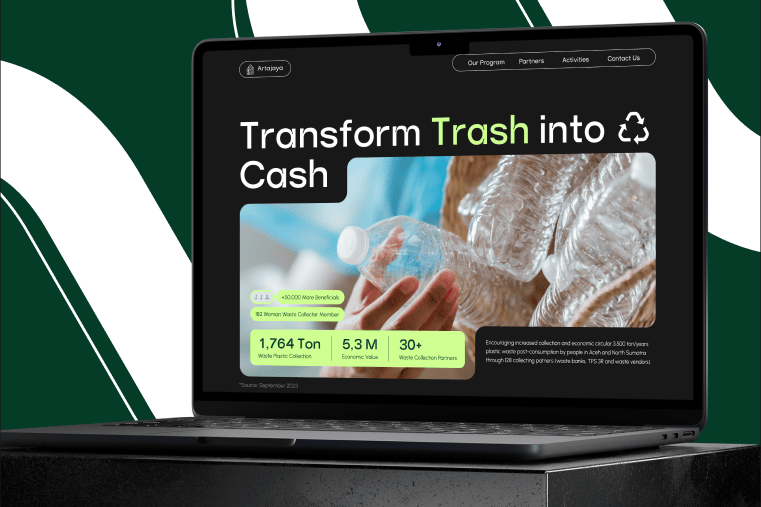 Artajaya
Our Program
Partners
Activities
Contact Us
Transform Trash into
Cash
+50,000 More Beneficials
182 Woman Waste Collecter Member
1,764 Ton
Waste Plastic Collection
5,3 M
Economic Value
30+
Waste Collection Partners
Encouraging increased collection and economic circular 3.500 ton/years
plastic waste post-consumption by people in Aceh and North Sumatra
through 128 collecting patners (waste banks, TPS 3R and waste vendors).
*Source: September 2023